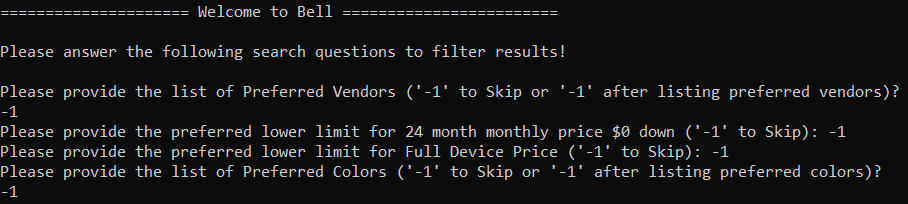 ===================== Welcome to Bell ========================
Please answer the following search questions to filter results!
Please provide the list of Preferred Vendors ('-1' to Skip or '-1' after listing preferred vendors)?
-1
Please provide the preferred lower limit for 24 month monthly price $0 down ('-1' to Skip): -1
Please provide the preferred lower limit for Full Device Price ('-1' to Skip): -1
Please provide the list of Preferred Colors ('-1' to Skip or '-1' after listing preferred colors)?
-1